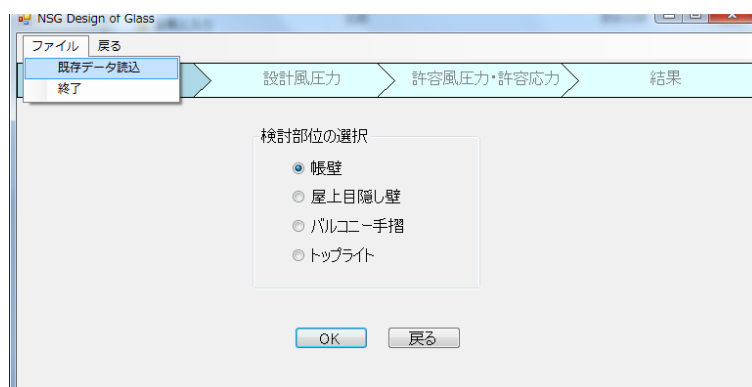 NSG Design of Glass
ファイル 戻る
既存データ読込
終了
設計風圧力 許容風圧力・許容応力 結果
検討部位の選択
帳壁
屋上目隠し壁
バルコニー手摺
トップライト
OK 戻る